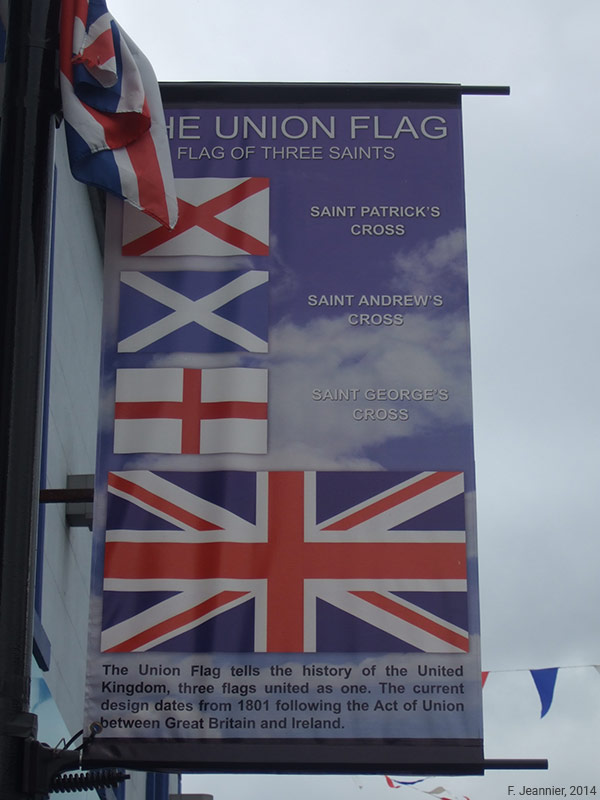 HE UNION FLAG
FLAG OF THREE SAINTS
SAINT PATRICK'S
CROSS
SAINT ANDREW'S
CROSS
SAINT GEORGE'S
CROSS
The Union Flag tells the history of the United
Kingdom, three flags united as one. The current
design dates from 1801 following the Act of Union
between Great Britain and Ireland.
F. Jeannier, 2014